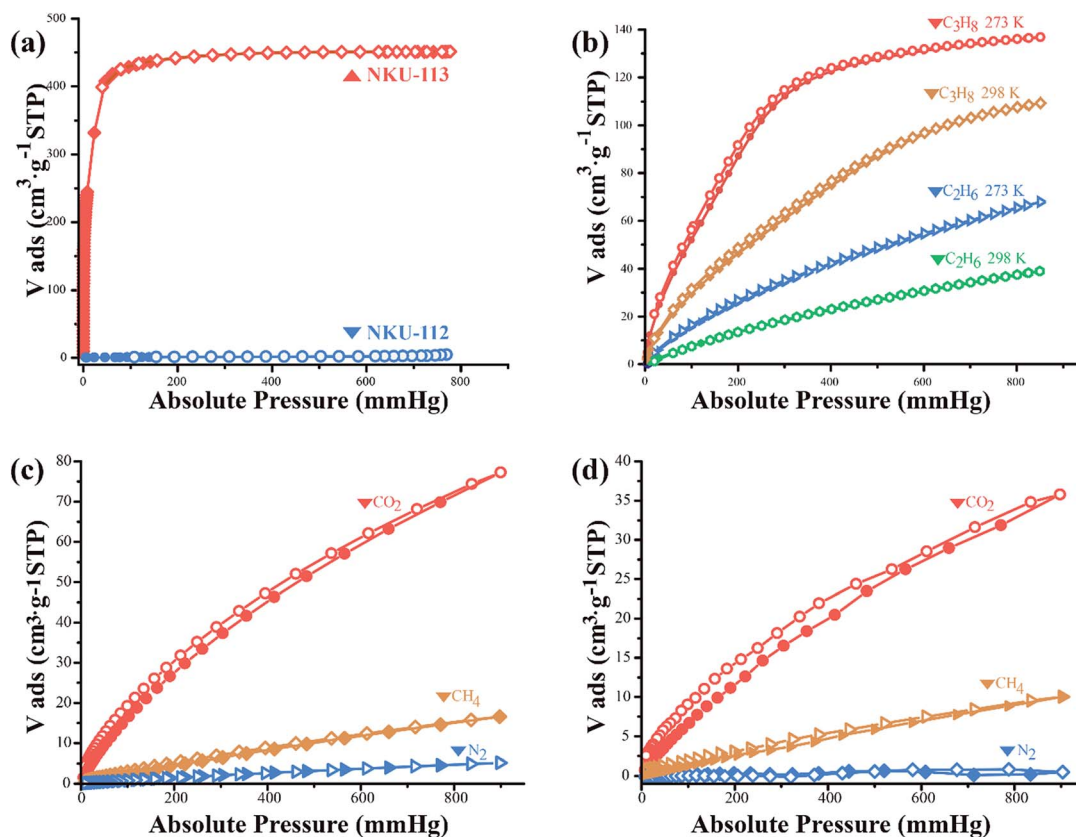 (a)
V ads (cm³·g⁻¹STP)
500
400
300
200
100
0
NKU-113
NKU-112
0 200 400 600 800
Absolute Pressure (mmHg)
(b)
V ads (cm³·g⁻¹STP)
140
120
100
80
60
40
20
0
C₃H₈ 273 K
C₃H₈ 298 K
C₂H₆ 273 K
C₂H₆ 298 K
0 200 400 600 800
Absolute Pressure (mmHg)
(c)
V ads (cm³·g⁻¹STP)
80
70
60
50
40
30
20
10
0
CO₂
CH₄
N₂
0 200 400 600 800
Absolute Pressure (mmHg)
(d)
V ads (cm³·g⁻¹STP)
40
35
30
25
20
15
10
5
0
CO₂
CH₄
N₂
0 200 400 600 800
Absolute Pressure (mmHg)